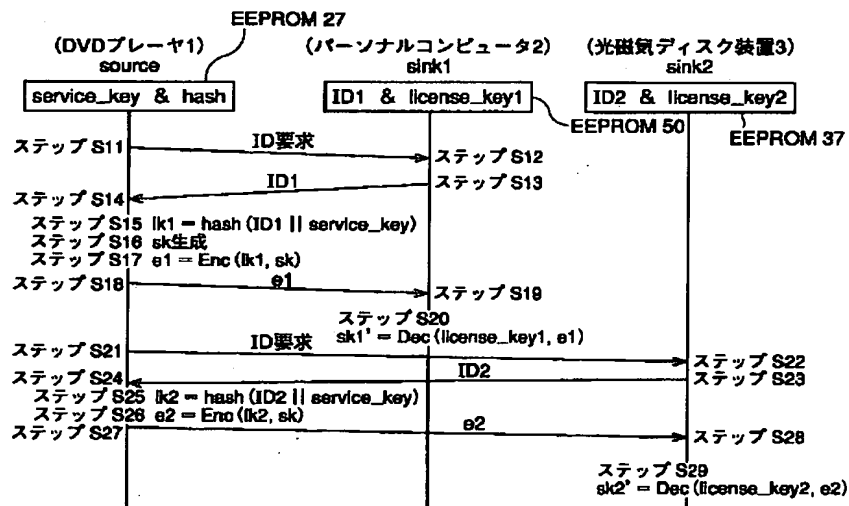 EEPROM 27
(DVDプレーヤ1)
source
service_key & hash
(パーソナルコンピュータ2)
sink1
ID1 & license_key1
EEPROM 50
(光磁気ディスク装置3)
sink2
ID2 & license_key2
EEPROM 37
ステップ S11
ID要求
ステップ S12
ステップ S14
ID1
ステップ S13
ステップ S15 lk1 = hash (ID1 || service_key)
ステップ S16 sk生成
ステップ S17 e1 = Enc (lk1, sk)
ステップ S18
e1
ステップ S19
ステップ S20
sk1' = Dec (license_key1, e1)
ステップ S21
ID要求
ステップ S22
ステップ S24
ID2
ステップ S23
ステップ S25 lk2 = hash (ID2 || service_key)
ステップ S26 e2 = Enc (lk2, sk)
ステップ S27
e2
ステップ S28
ステップ S29
sk2' = Dec (license_key2, e2)